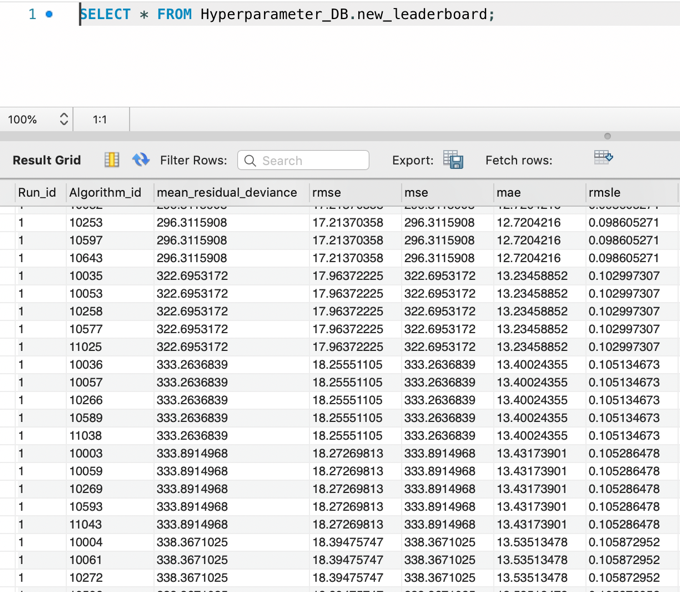 1 SELECT * FROM Hyperparameter_DB.new_leaderboard;
100% 1:1
Result Grid Filter Rows: Search Export: Fetch rows:
Run_id Algorithm_id mean_residual_deviance rmse mse mae rmsle
1 10253 296.3115908 17.21370358 296.3115908 12.7204216 0.098605271
1 10597 296.3115908 17.21370358 296.3115908 12.7204216 0.098605271
1 10643 296.3115908 17.21370358 296.3115908 12.7204216 0.098605271
1 10035 322.6953172 17.96372225 322.6953172 13.23458852 0.102997307
1 10053 322.6953172 17.96372225 322.6953172 13.23458852 0.102997307
1 10258 322.6953172 17.96372225 322.6953172 13.23458852 0.102997307
1 10577 322.6953172 17.96372225 322.6953172 13.23458852 0.102997307
1 11025 322.6953172 17.96372225 322.6953172 13.23458852 0.102997307
1 10036 333.2636839 18.25551105 333.2636839 13.40024355 0.105134673
1 10057 333.2636839 18.25551105 333.2636839 13.40024355 0.105134673
1 10266 333.2636839 18.25551105 333.2636839 13.40024355 0.105134673
1 10589 333.2636839 18.25551105 333.2636839 13.40024355 0.105134673
1 11038 333.2636839 18.25551105 333.2636839 13.40024355 0.105134673
1 10003 333.8914968 18.27269813 333.8914968 13.43173901 0.105286478
1 10059 333.8914968 18.27269813 333.8914968 13.43173901 0.105286478
1 10269 333.8914968 18.27269813 333.8914968 13.43173901 0.105286478
1 10593 333.8914968 18.27269813 333.8914968 13.43173901 0.105286478
1 11043 333.8914968 18.27269813 333.8914968 13.43173901 0.105286478
1 10004 338.3671025 18.39475747 338.3671025 13.53513478 0.105872952
1 10061 338.3671025 18.39475747 338.3671025 13.53513478 0.105872952
1 10272 338.3671025 18.39475747 338.3671025 13.53513478 0.105872952